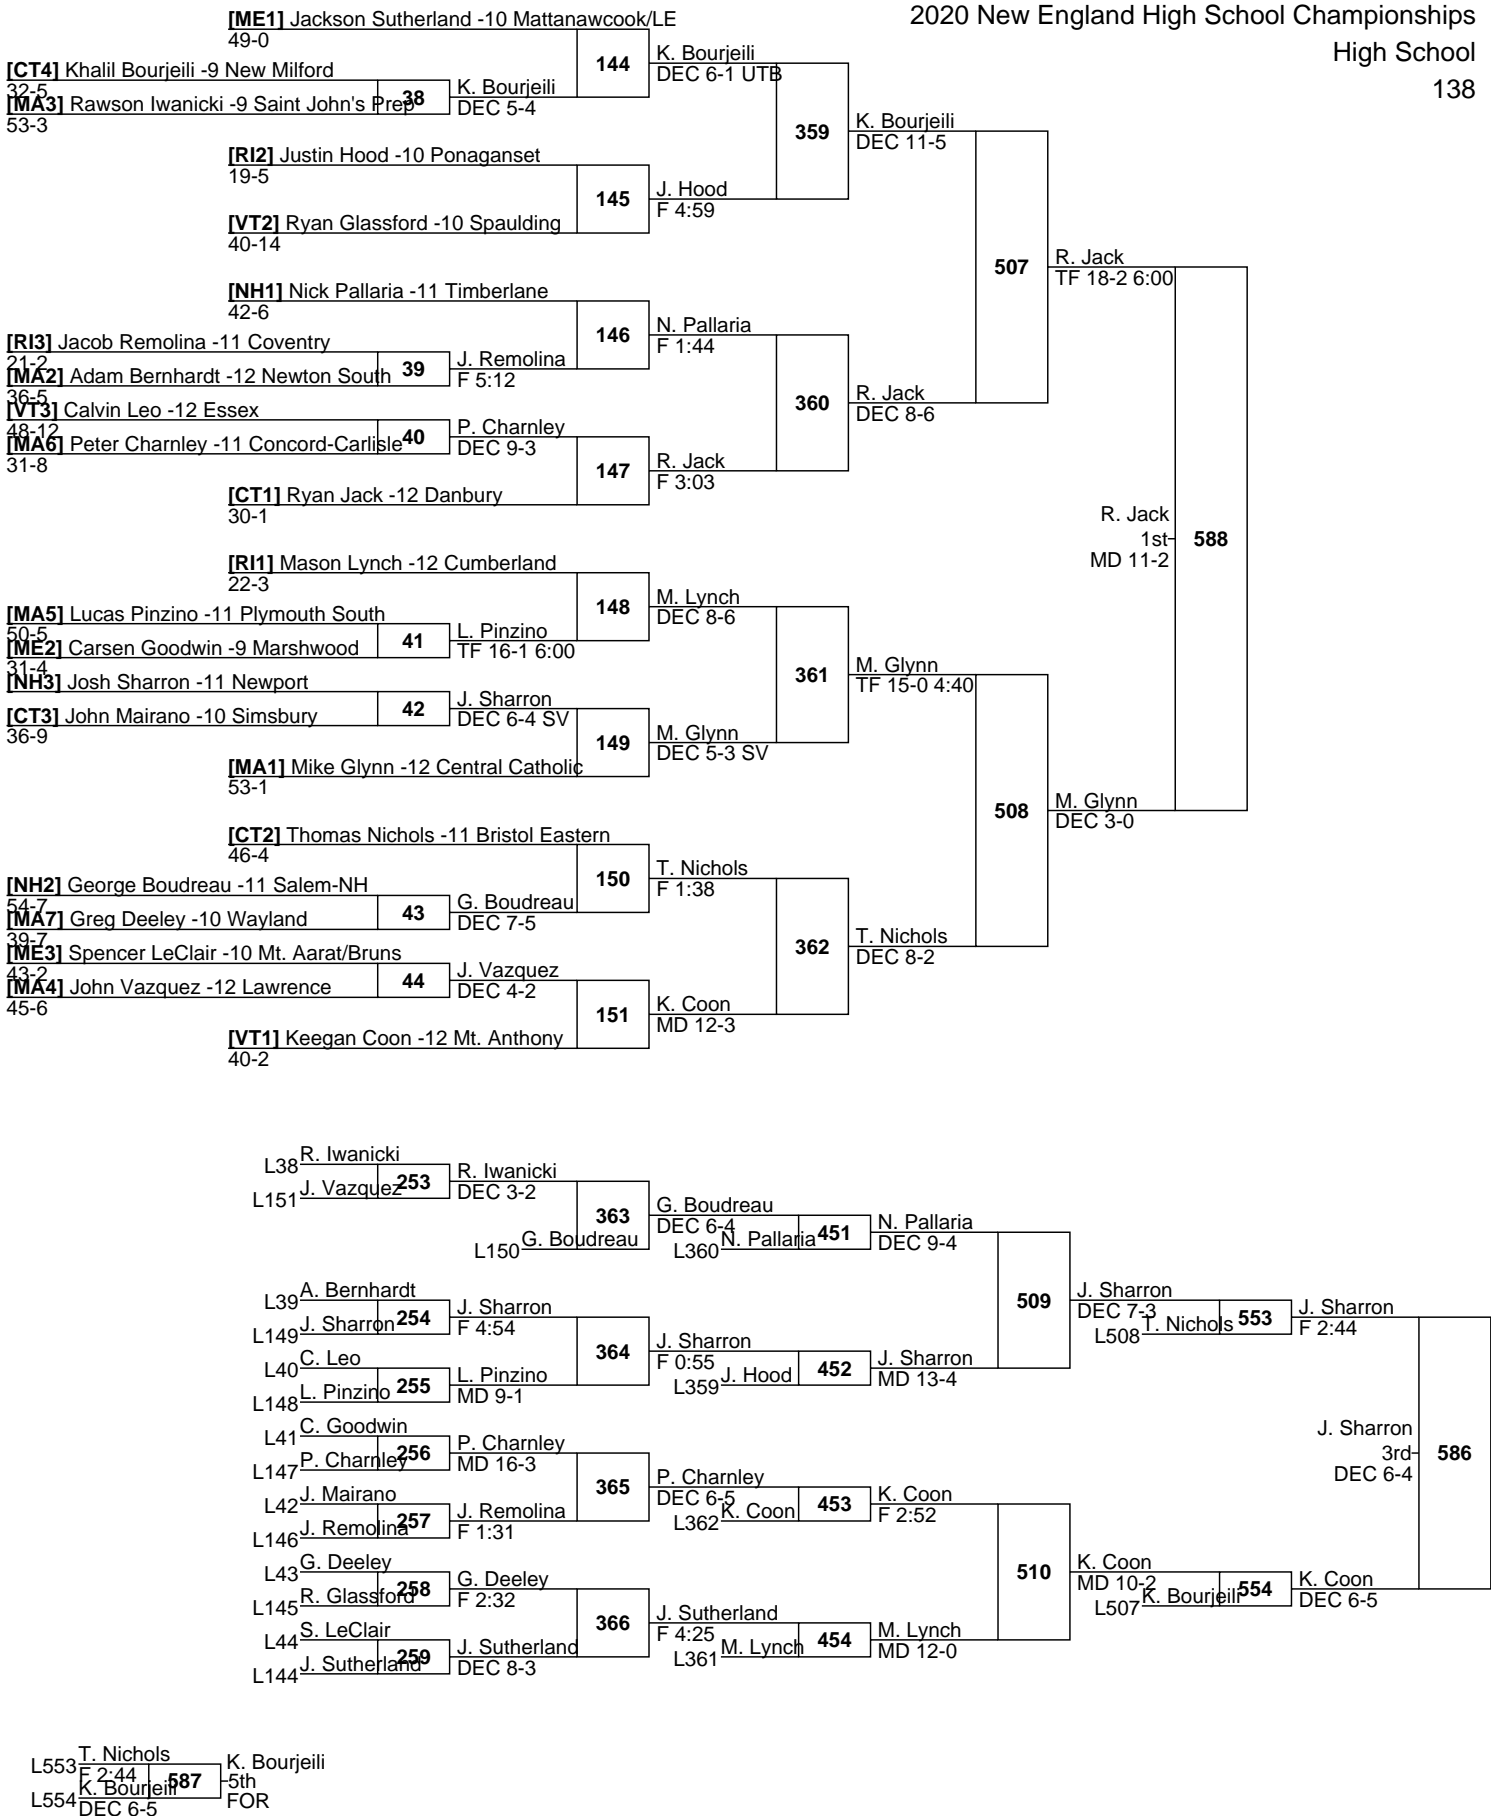 2020 New England High School Championships
High School
138
[ME1] Jackson Sutherland -10 Mattanawcook/LE
49-0
144
K. Bourjeili
DEC 6-1 UTB
[CT4] Khalil Bourjeili -9 New Milford
32-5
[MA3] Rawson Iwanicki -9 Saint John's Prep
53-3
38
K. Bourjeili
DEC 5-4
359
K. Bourjeili
DEC 11-5
[RI2] Justin Hood -10 Ponaganset
19-5
145
J. Hood
F 4:59
[VT2] Ryan Glassford -10 Spaulding
40-14
507
R. Jack
TF 18-2 6:00
[NH1] Nick Pallaria -11 Timberlane
42-6
146
N. Pallaria
F 1:44
[RI3] Jacob Remolina -11 Coventry
21-2
[MA2] Adam Bernhardt -12 Newton South
36-5
39
J. Remolina
F 5:12
360
R. Jack
DEC 8-6
[VT3] Calvin Leo -12 Essex
48-12
[MA6] Peter Charnley -11 Concord-Carlisle
31-8
40
P. Charnley
DEC 9-3
147
R. Jack
F 3:03
[CT1] Ryan Jack -12 Danbury
30-1
R. Jack
1st
MD 11-2
588
[RI1] Mason Lynch -12 Cumberland
22-3
148
M. Lynch
DEC 8-6
[MA5] Lucas Pinzino -11 Plymouth South
50-5
[ME2] Carsen Goodwin -9 Marshwood
31-4
41
L. Pinzino
TF 16-1 6:00
361
M. Glynn
TF 15-0 4:40
[NH3] Josh Sharron -11 Newport
[CT3] John Mairano -10 Simsbury
36-9
42
J. Sharron
DEC 6-4 SV
149
M. Glynn
DEC 5-3 SV
[MA1] Mike Glynn -12 Central Catholic
53-1
508
M. Glynn
DEC 3-0
[CT2] Thomas Nichols -11 Bristol Eastern
46-4
150
T. Nichols
F 1:38
[NH2] George Boudreau -11 Salem-NH
54-7
[MA7] Greg Deeley -10 Wayland
39-7
43
G. Boudreau
DEC 7-5
362
T. Nichols
DEC 8-2
[ME3] Spencer LeClair -10 Mt. Aarat/Bruns
43-2
[MA4] John Vazquez -12 Lawrence
45-6
44
J. Vazquez
DEC 4-2
151
K. Coon
MD 12-3
[VT1] Keegan Coon -12 Mt. Anthony
40-2
L38 R. Iwanicki
L151 J. Vazquez
253
R. Iwanicki
DEC 3-2
363
L150 G. Boudreau
G. Boudreau
DEC 6-4
L360 N. Pallaria
451
N. Pallaria
DEC 9-4
L39 A. Bernhardt
L149 J. Sharron
254
J. Sharron
F 4:54
509
J. Sharron
DEC 7-3
L508 T. Nichols
553
J. Sharron
F 2:44
364
J. Sharron
F 0:55
L359 J. Hood
452
J. Sharron
MD 13-4
L40 C. Leo
L148 L. Pinzino
255
L. Pinzino
MD 9-1
L41 C. Goodwin
L147 P. Charnley
256
P. Charnley
MD 16-3
J. Sharron
3rd
DEC 6-4
586
365
P. Charnley
DEC 6-5
L362 K. Coon
453
K. Coon
F 2:52
L42 J. Mairano
L146 J. Remolina
257
J. Remolina
F 1:31
L43 G. Deeley
L145 R. Glassford
258
G. Deeley
F 2:32
510
K. Coon
MD 10-2
L507 K. Bourjeili
554
K. Coon
DEC 6-5
366
J. Sutherland
F 4:25
L361 M. Lynch
454
M. Lynch
MD 12-0
L44 S. LeClair
L144 J. Sutherland
259
J. Sutherland
DEC 8-3
L553 T. Nichols
F 2:44
L554 K. Bourjeili
DEC 6-5
587
K. Bourjeili
5th
FOR